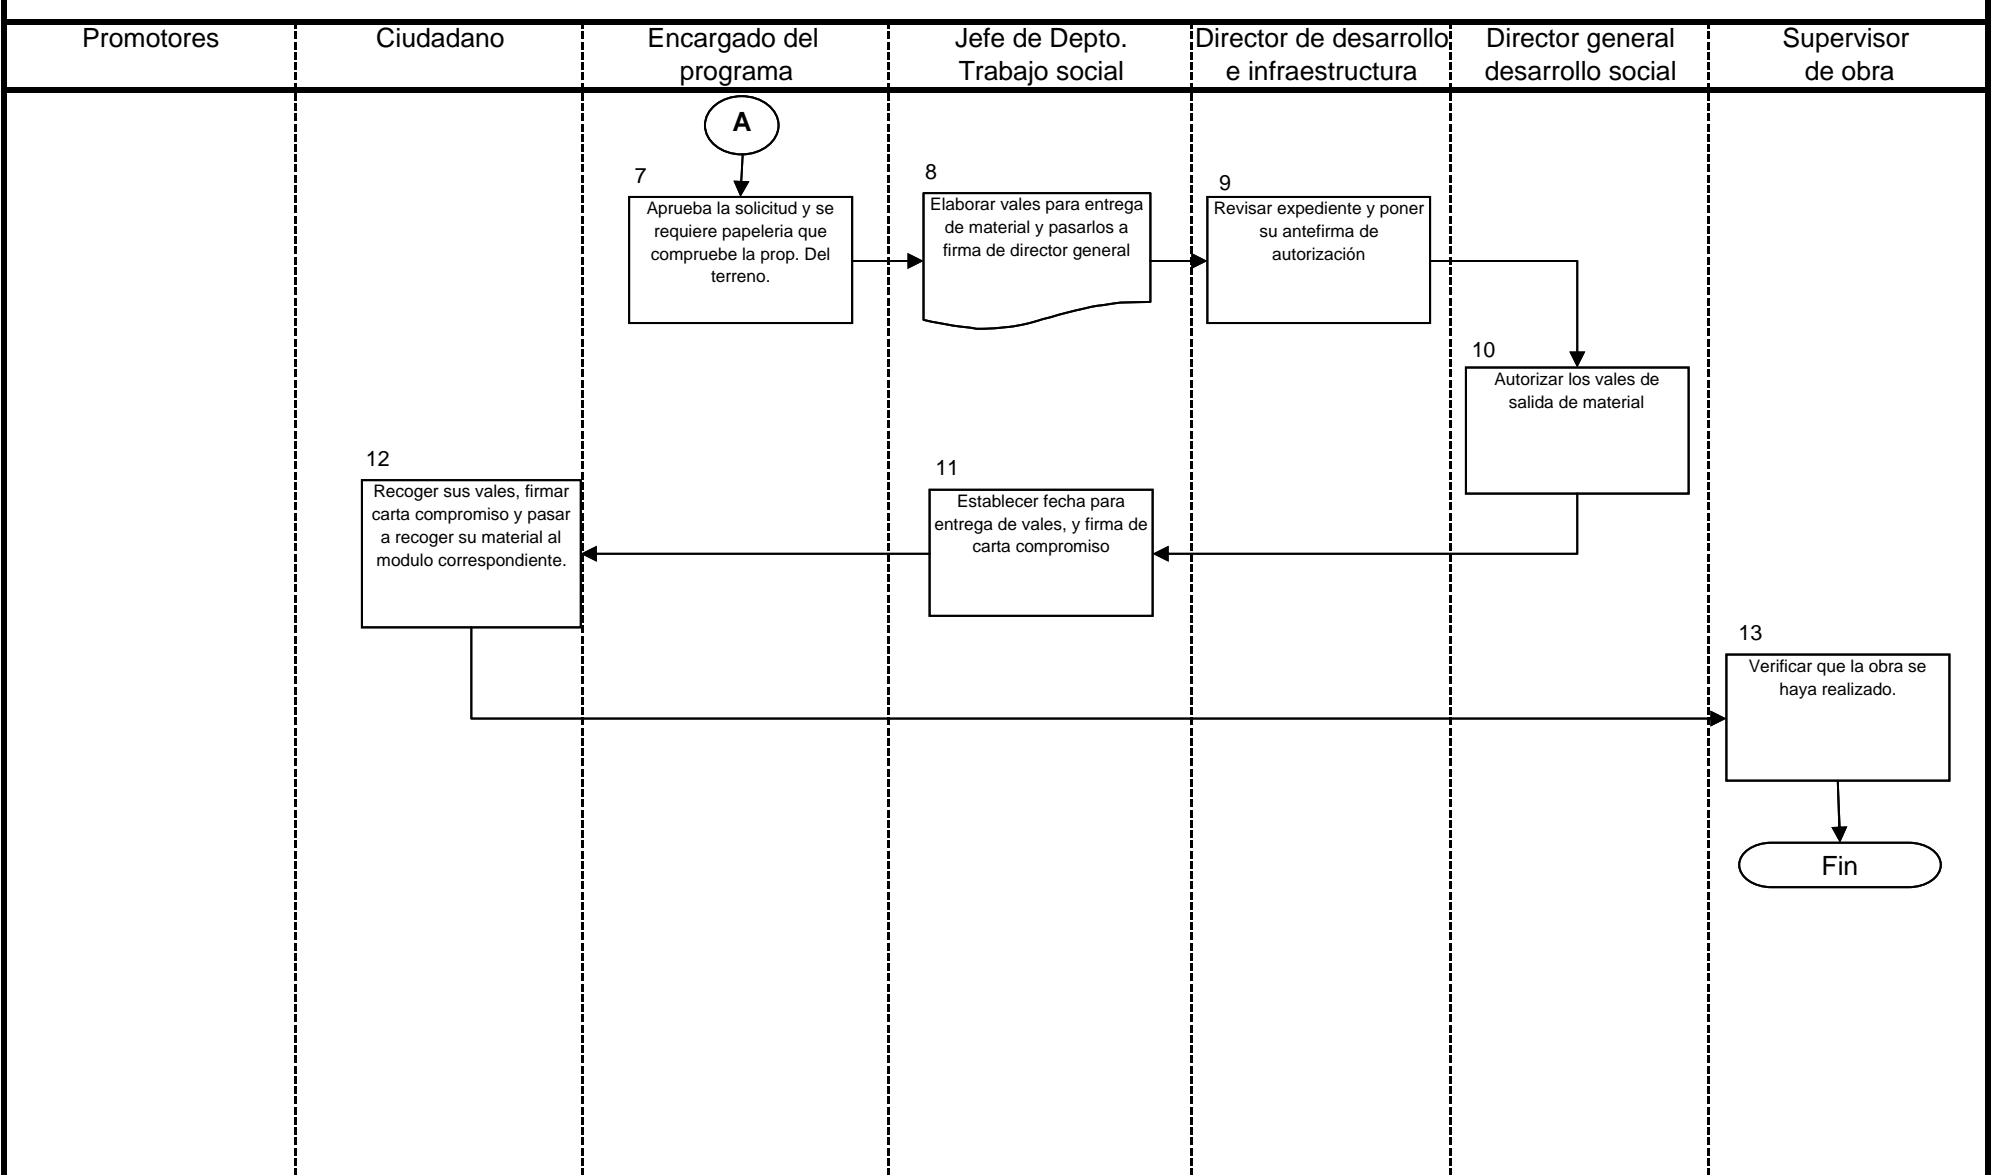 Promotores
Ciudadano
Encargado del
programa
Jefe de Depto.
Trabajo social
Director de desarrollo
e infraestructura
Director general
desarrollo social
Supervisor
de obra
A
7
Aprueba la solicitud y se
requiere papeleria que
compruebe la prop. Del
terreno.
8
Elaborar vales para entrega
de material y pasarlos a
firma de director general
9
Revisar expediente y poner
su antefirma de
autorización
10
Autorizar los vales de
salida de material
11
Establecer fecha para
entrega de vales, y firma de
carta compromiso
12
Recoger sus vales, firmar
carta compromiso y pasar
a recoger su material al
modulo correspondiente.
13
Verificar que la obra se
haya realizado.
Fin